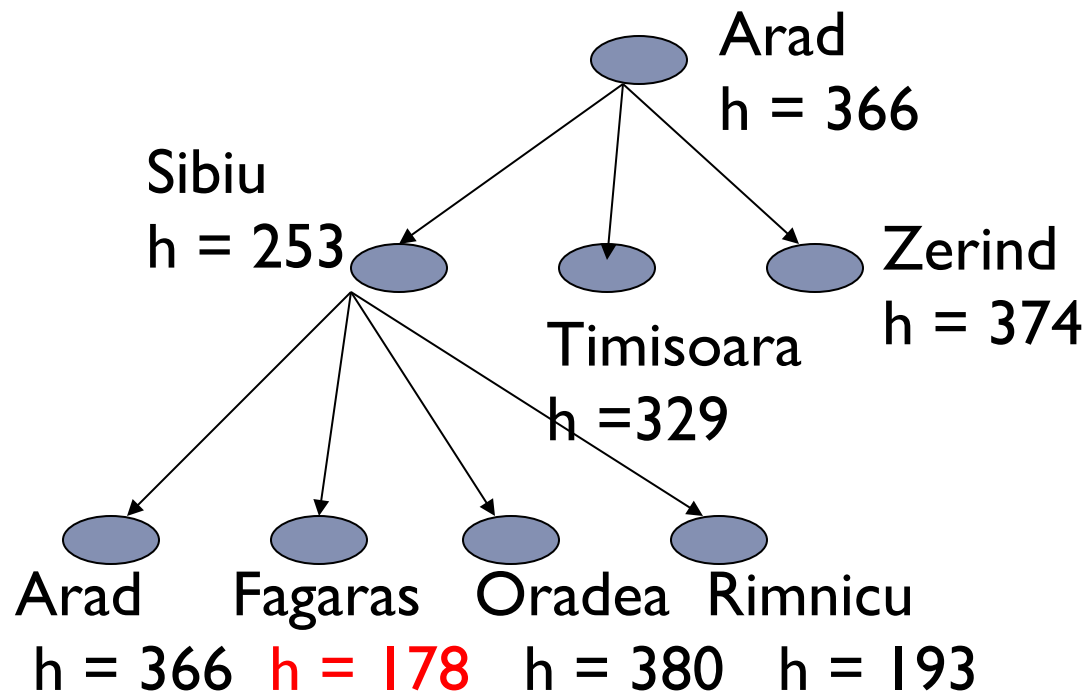 Arad
h = 366
Sibiu
h = 253
Zerind
h = 374
Timisoara
h =329
Arad Fagaras Oradea Rimnicu
h = 366 h = 178 h = 380 h = 193